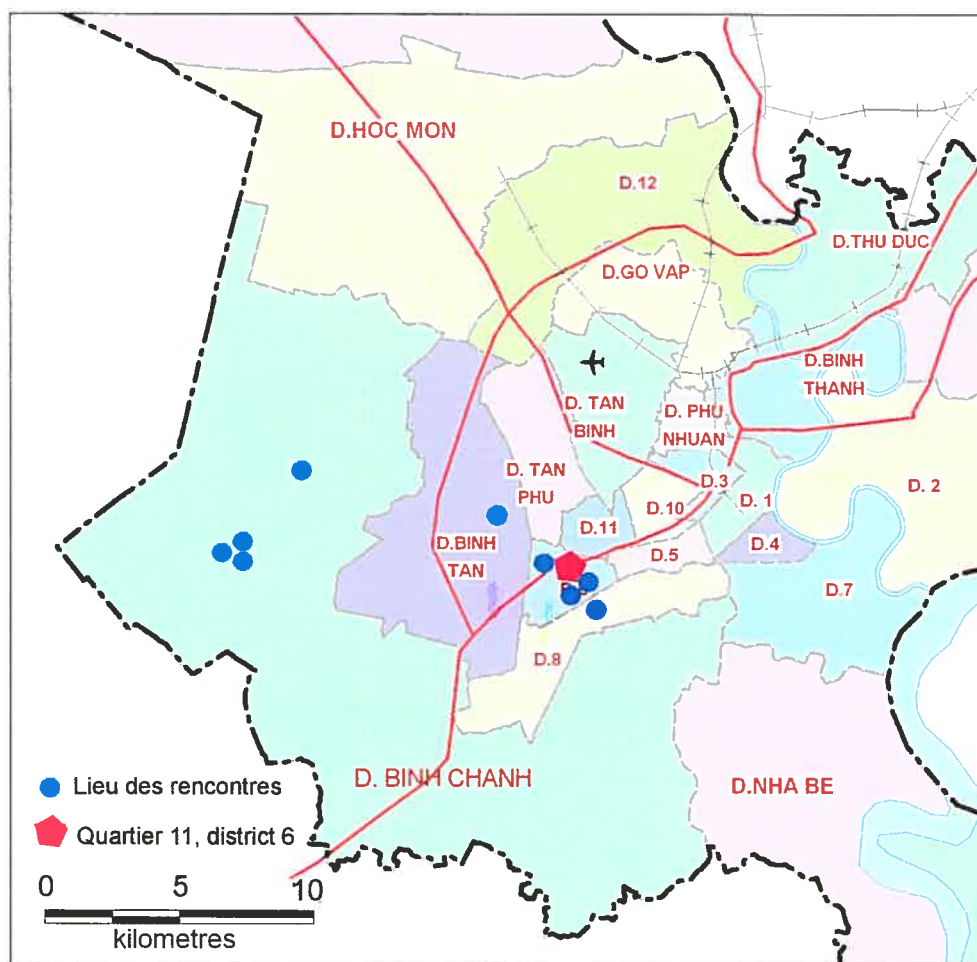 D.HOC MON
D.12
D.THU DUC
D.GO VAP
D.BINH
THANH
D. TAN
BINH
D. PHU
NHUAN
D. TAN
PHU
D.3
D. 2
D.10
D. 1
D.11
D.BINH
TAN
D.5
D.4
D.7
D.8
D. BINH CHANH
D.NHA BE
Lieu des rencontres
Quartier 11, district 6
0 5 10
kilometres